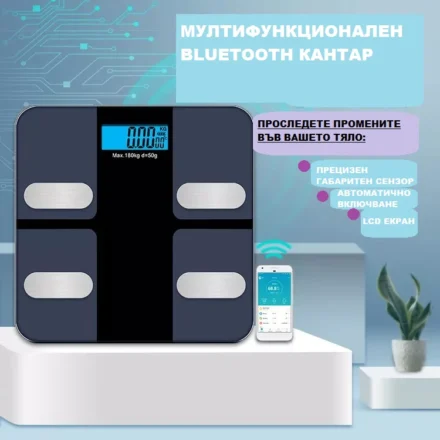 МУЛТИФУНКЦИОНАЛЕН
BLUETOOTH КАНТАР
ПРОСЛЕДЕТЕ ПРОМЕНИТЕ
ВЪВ ВАШЕТО ТЯЛО:
ПРЕЦИЗЕН
ГАБАРИТЕН СЕНЗОР
АВТОМАТИЧНО
ВКЛЮЧВАНЕ
LCD ЕКРАН
KG
0.00
Max.180kg d=50g